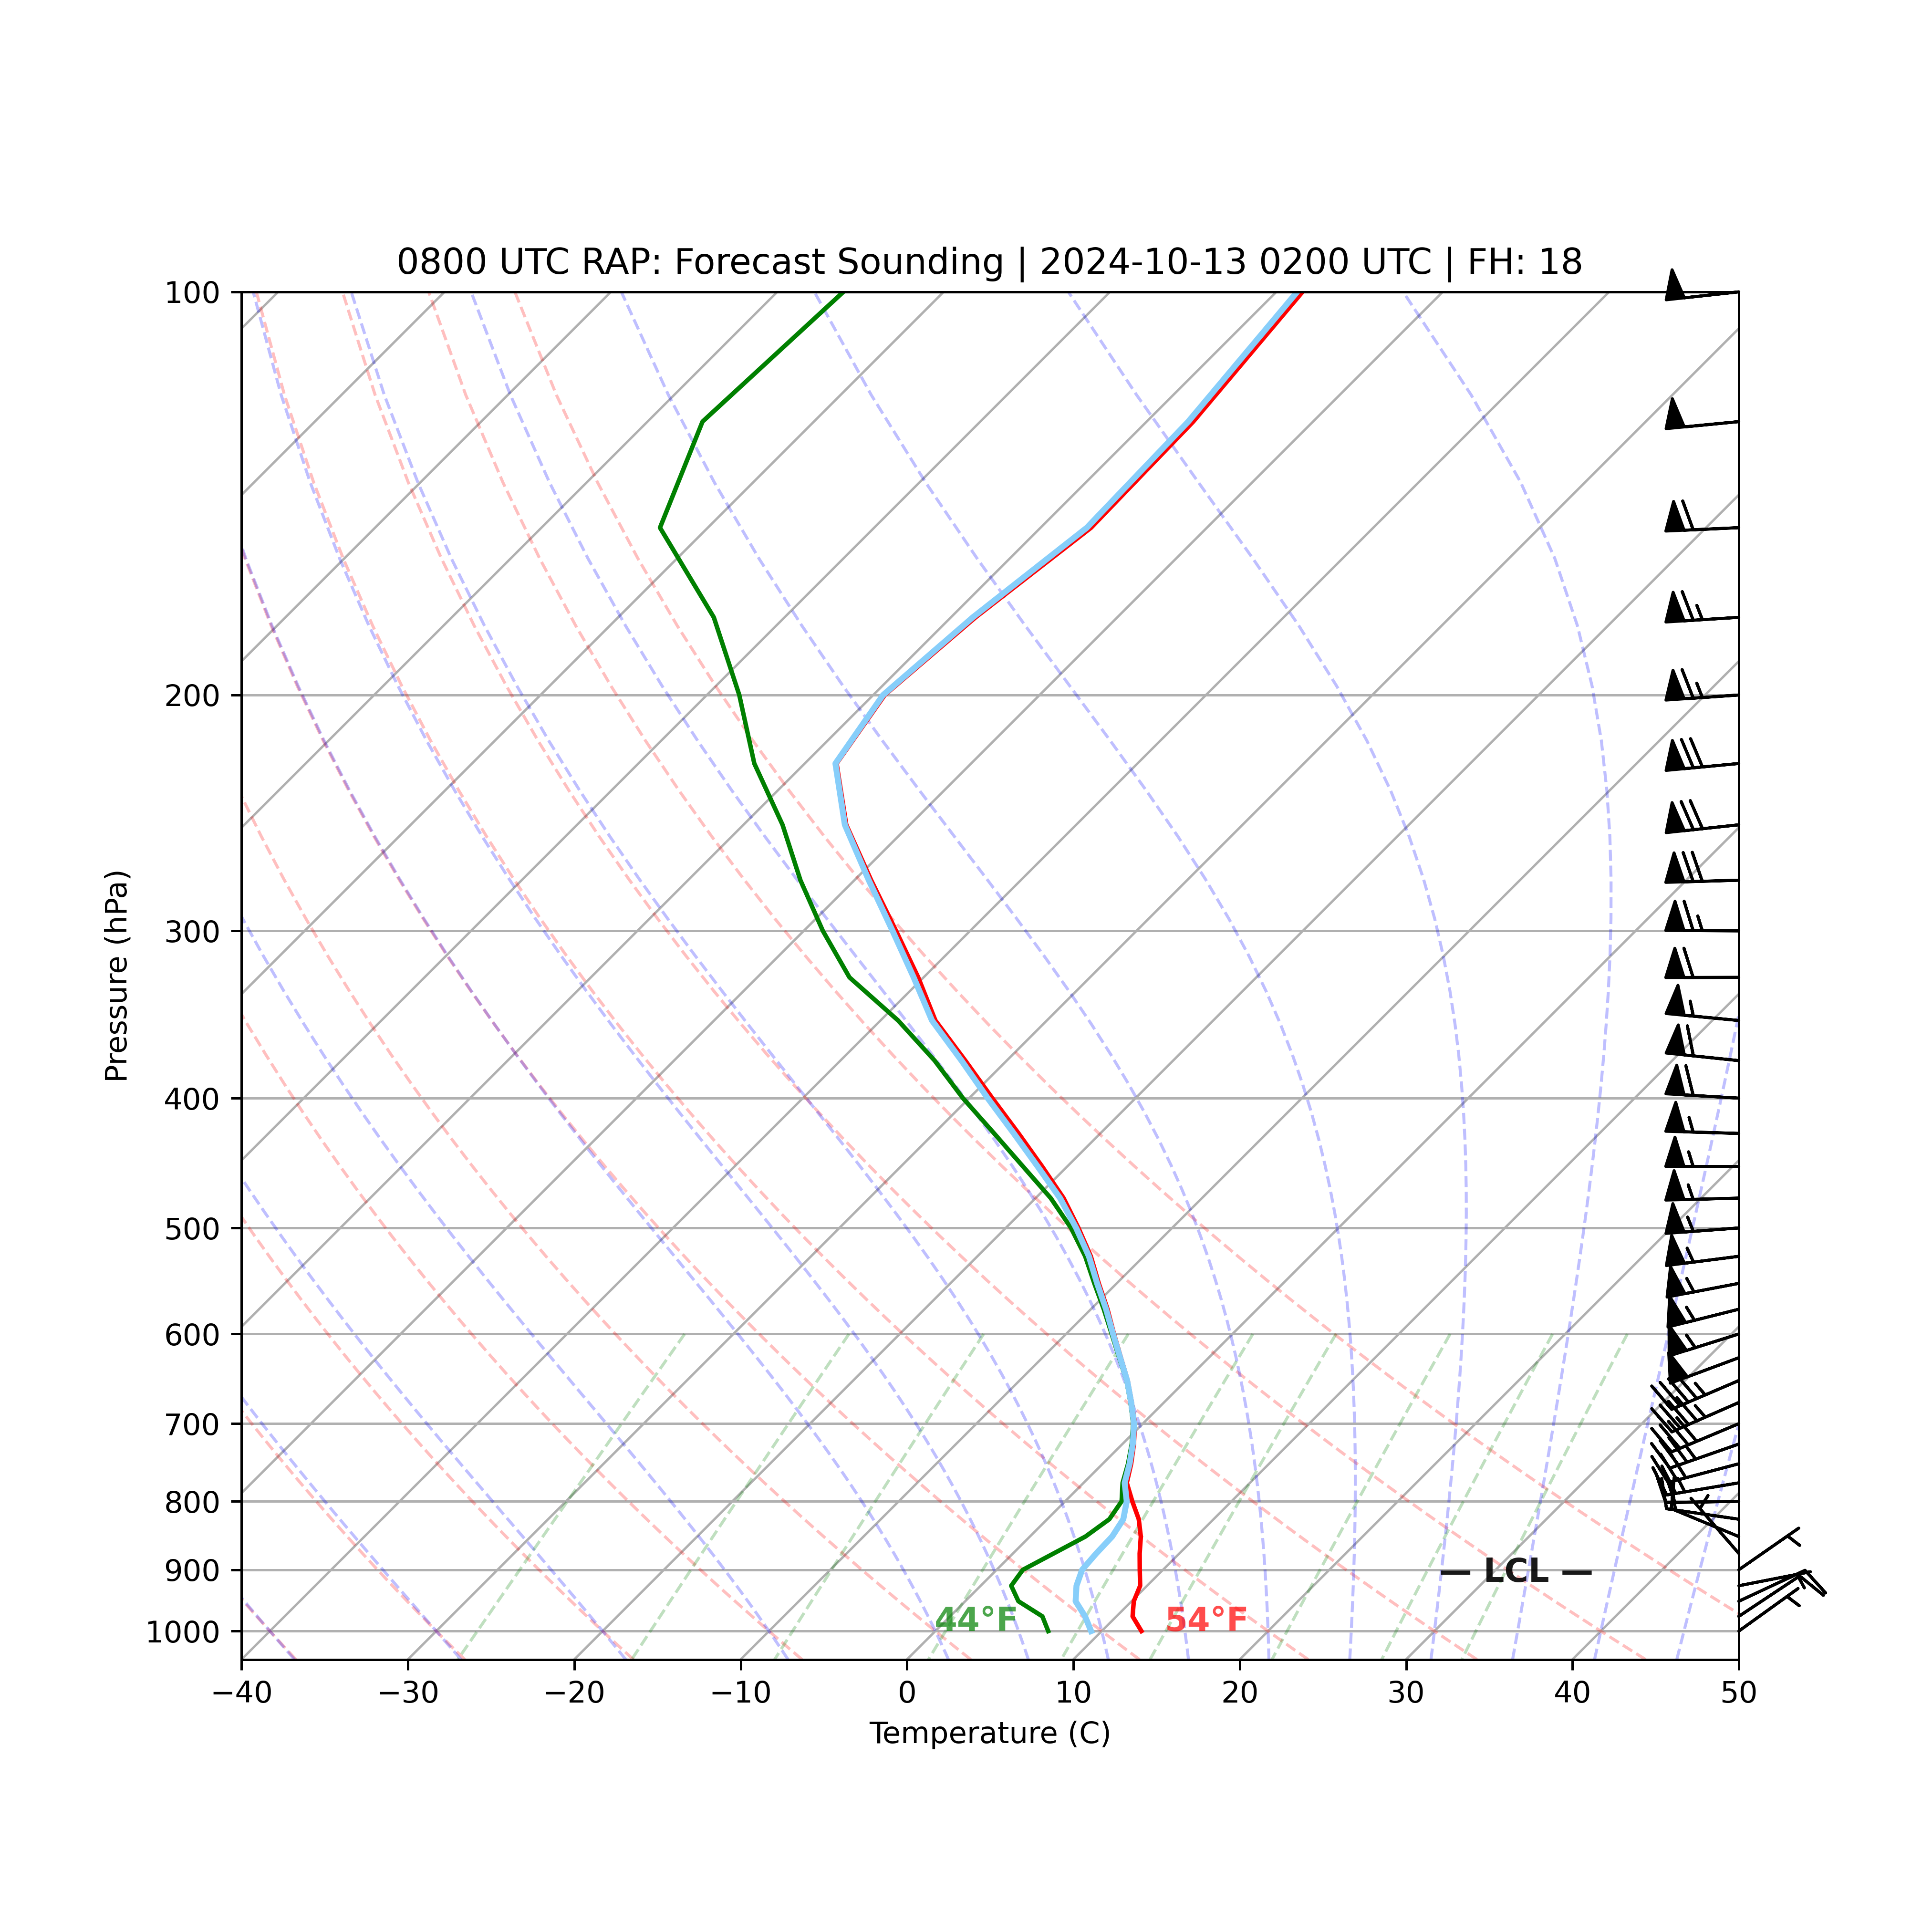 0800 UTC RAP: Forecast Sounding | 2024-10-13 0200 UTC | FH: 18
100
200
300
400
500
600
700
800
900
1000
Pressure (hPa)
— LCL —
44°F
54°F
−40 −30 −20 −10 0 10 20 30 40 50
Temperature (C)